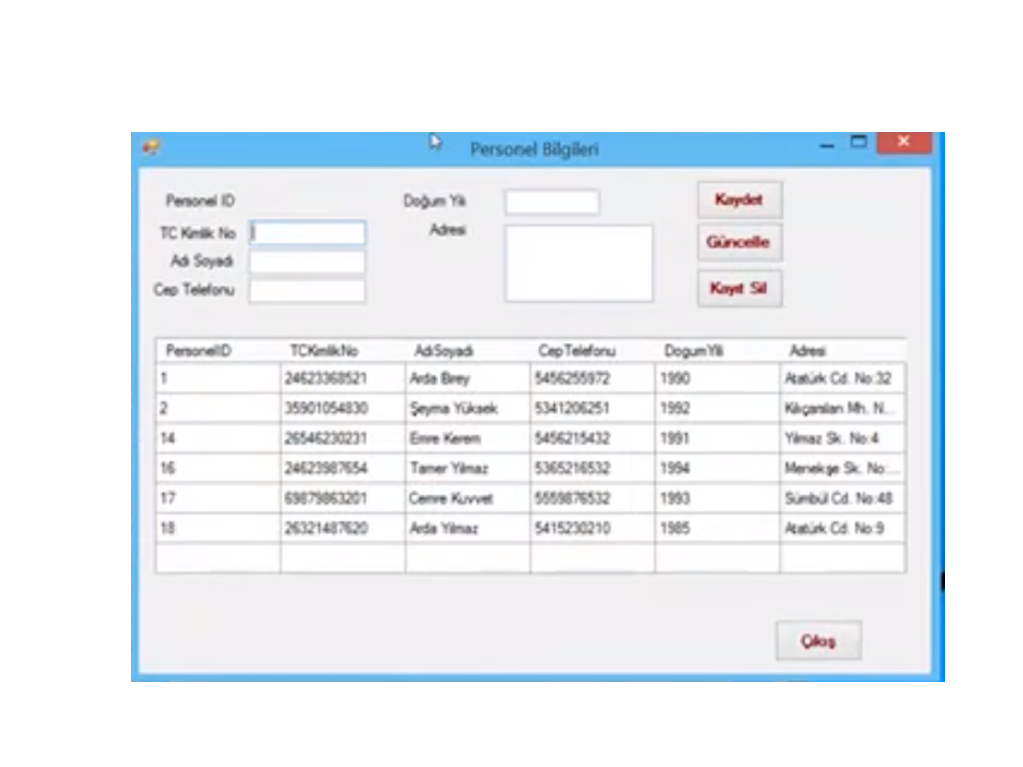 Personel Bilgileri
Personel ID
Doğum Yılı
Kaydet
TC Kimlik No
Adresi
Güncelle
Adı Soyadı
Cep Telefonu
Kayıt Sil
PersonelID TCKimlikNo AdiSoyadi CepTelefonu DogumYili Adresi
1 24623368521 Arda Birey 5456255972 1990 Atatürk Cd. No:32
2 35901054830 Şeyma Yüksek 5341206251 1992 Kılıçarslan Mh. N...
14 26546230231 Emre Kerem 5456215432 1991 Yılmaz Sk. No:4
16 24623987654 Tamer Yılmaz 5365216532 1994 Menekşe Sk. No:...
17 69879863201 Cemre Kuvvet 5559876532 1993 Sümbül Cd. No:48
18 26321487620 Arda Yılmaz 5415230210 1985 Atatürk Cd. No:9
Çıkış